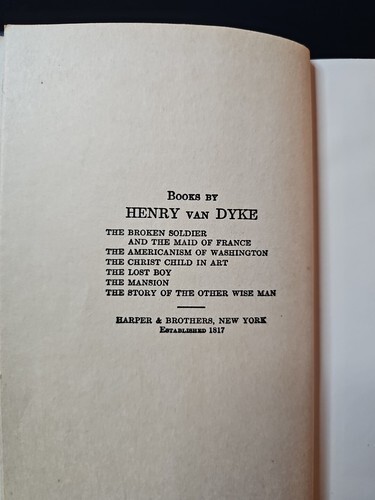 Books by
HENRY van DYKE
THE BROKEN SOLDIER
AND THE MAID OF FRANCE
THE AMERICANISM OF WASHINGTON
THE CHRIST CHILD IN ART
THE LOST BOY
THE MANSION
THE STORY OF THE OTHER WISE MAN
HARPER & BROTHERS, NEW YORK
Established 1817